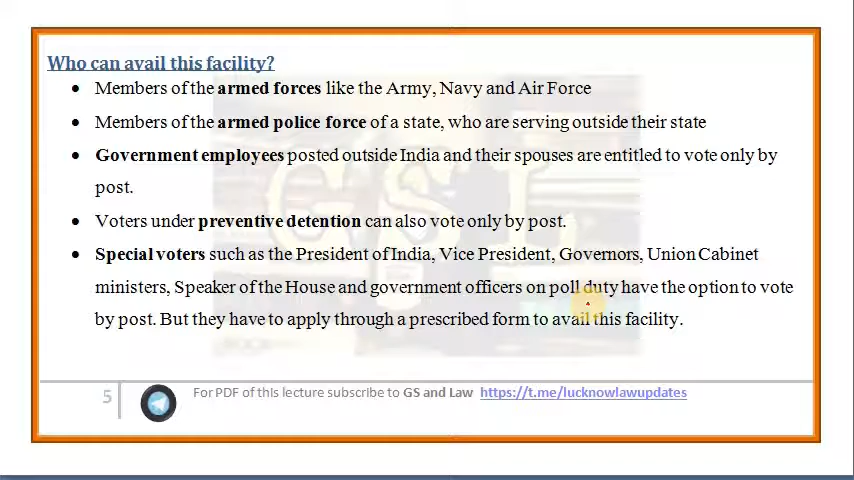 Who can avail this facility?
• Members of the armed forces like the Army, Navy and Air Force
• Members of the armed police force of a state, who are serving outside their state
• Government employees posted outside India and their spouses are entitled to vote only by
post.
• Voters under preventive detention can also vote only by post.
• Special voters such as the President of India, Vice President, Governors, Union Cabinet
ministers, Speaker of the House and government officers on poll duty have the option to vote
by post. But they have to apply through a prescribed form to avail this facility.
GSL
5 For PDF of this lecture subscribe to GS and Law https://t.me/lucknowlawupdates